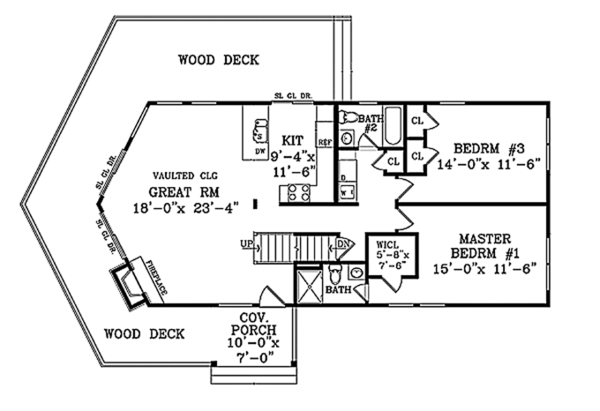 WOOD DECK
SL GL DR.
KIT
9'-4"x
11'-6"
DW
S
REF
BATH
#2
CL
CL
CL
BEDRM #3
14'-0"x 11'-6"
D
W
SL GL DR.
VAULTED CLG
GREAT RM
18'-0"x 23'-4"
SL GL DR.
UP
DN
WICL
5'-8"x
7'-6"
MASTER
BEDRM #1
15'-0"x 11'-6"
FIREPLACE
BATH
WOOD DECK
COV.
PORCH
10'-0"x
7'-0"